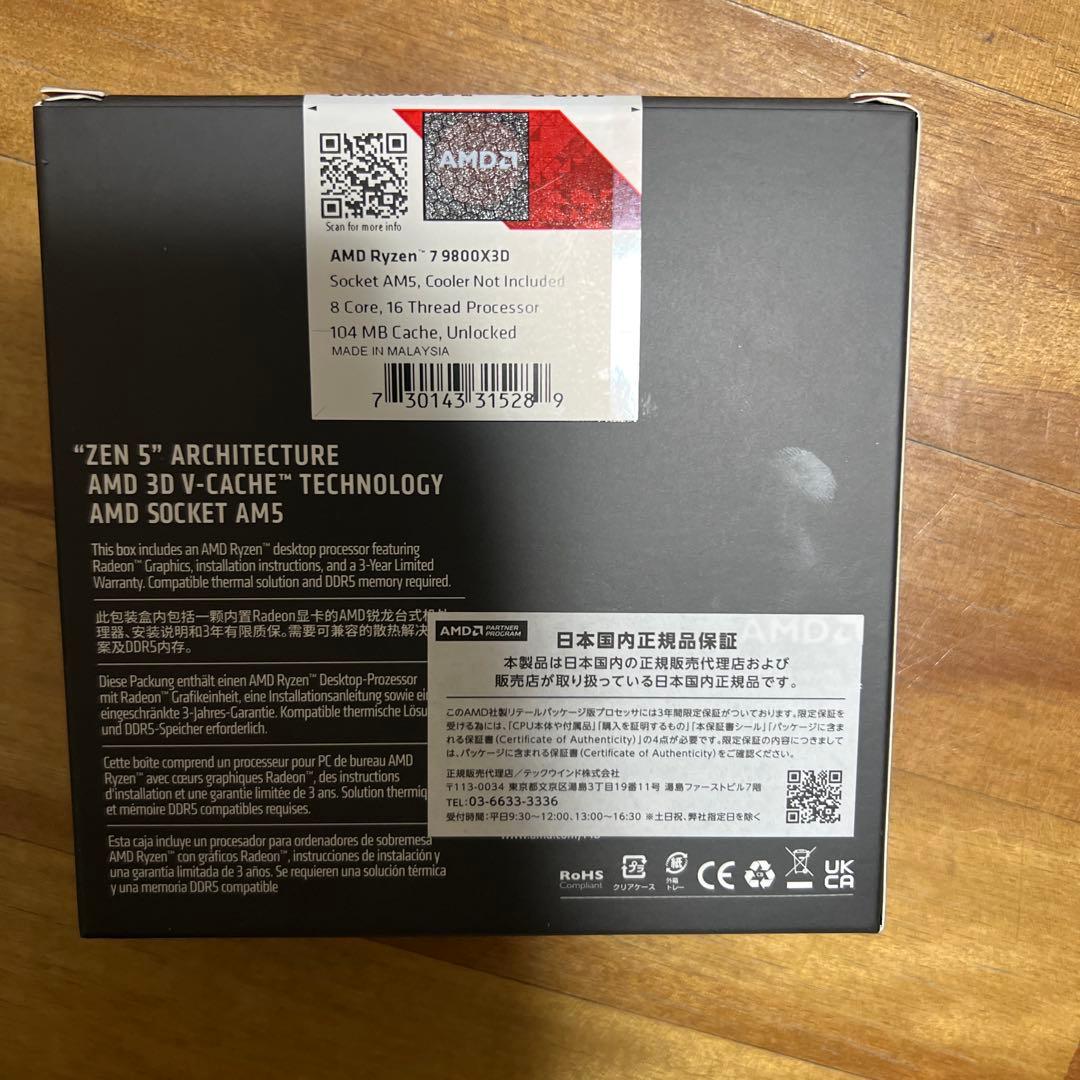 AMD
Scan for more info
AMD Ryzen™ 7 9800X3D
Socket AM5, Cooler Not Included
8 Core, 16 Thread Processor
104 MB Cache, Unlocked
MADE IN MALAYSIA
7 30143 31528 9
“ZEN 5” ARCHITECTURE
AMD 3D V-CACHE™ TECHNOLOGY
AMD SOCKET AM5
This box includes an AMD Ryzen™ desktop processor featuring
Radeon™ Graphics, installation instructions, and a 3-Year Limited
Warranty. Compatible thermal solution and DDR5 memory required.
此包装盒内包括一颗内置Radeon显卡的AMD锐龙台式
理器、安装说明和3年有限质保。需要可兼容的散热解决
案及DDR5内存。
Diese Packung enthält einen AMD Ryzen™ Desktop-Prozessor
mit Radeon™ Grafikeinheit, eine Installationsanleitung sowie
eingeschränkte 3-Jahres-Garantie. Kompatible thermische
und DDR5-Speicher erforderlich.
Cette boîte comprend un processeur pour PC de bureau AMD
Ryzen™ avec cœurs graphiques Radeon™, des instructions
d'installation et une garantie limitée de 3 ans. Solution
et mémoire DDR5 compatibles requises.
Esta caja incluye un procesador para ordenadores de sobremesa
AMD Ryzen™ con gráficos Radeon™, instrucciones de instalación y
una garantía limitada de 3 años. Se requieren una solución térmica
y una memoria DDR5 compatible
AMD PARTNER PROGRAM
日本国内正規品保証
AMD
本製品は日本国内の正規販売代理店および
販売店が取り扱っている日本国内正規品です。
このAMD社製リテールパッケージ版プロセッサには3年間限定保証がついております。限定保証を
受ける為には、「CPU本体や付属品」「購入を証明するもの」「本保証書シール」「パッケージに含ま
れる保証書(Certificate of Authenticity)」の4点が必要です。限定保証の内容につきまして
は、パッケージに含まれる保証書(Certificate of Authenticity)をご確認ください。
正規販売代理店/テックウインド株式会社
〒113-0034 東京都文京区湯島3丁目19番11号 湯島ファーストビル7階
TEL:03-6633-3336
受付時間:平日9:30~12:00、13:00~16:30 ※土日祝、弊社指定日を除く
RoHS
Compliant
プラ
クリアケース
紙
外箱
トレー
CE
UK
CA